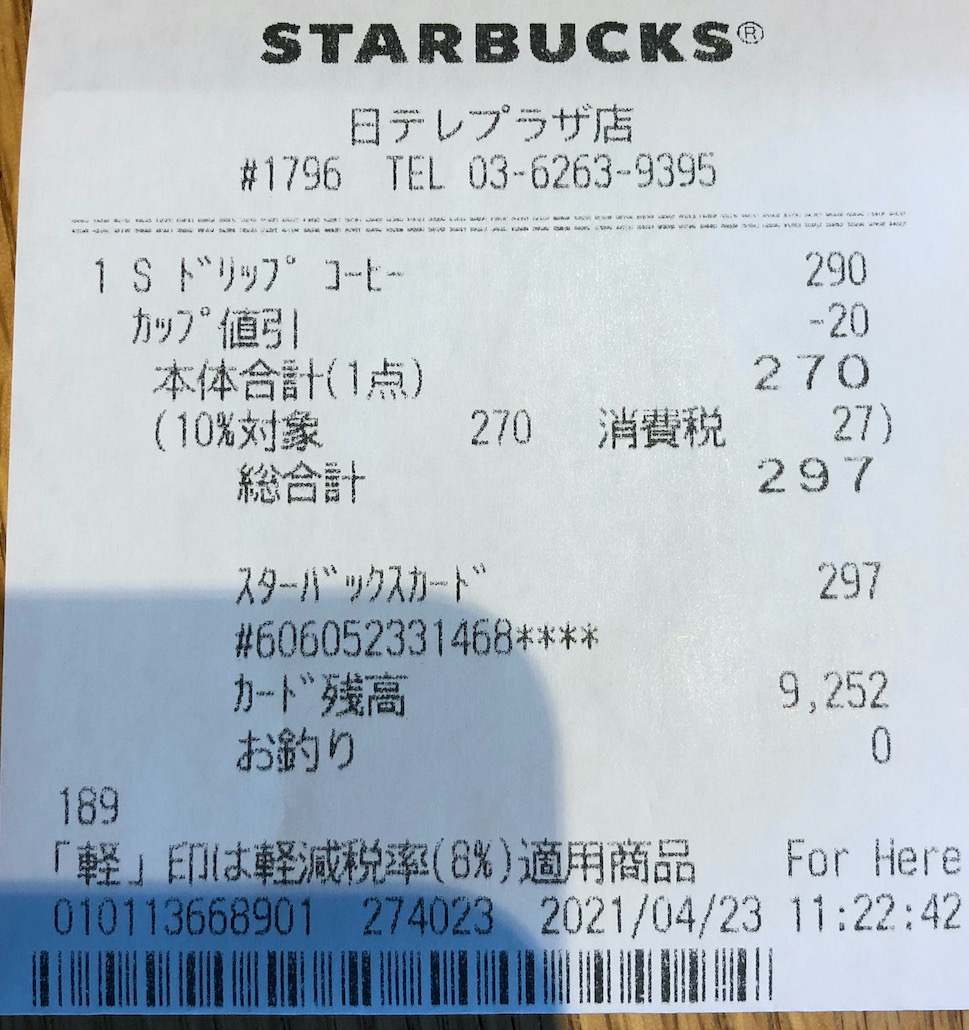 STARBUCKS®
日テレプラザ店
#1796 TEL 03-6263-9395
1 S ドリップ コーヒー 290
カップ値引 -20
本体合計(1点) 270
(10%対象 270 消費税 27)
総合計 297
スターバックスカード 297
#606052331468****
カード残高 9,252
お釣り 0
189
「軽」印は軽減税率(8%)適用商品 For Here
010113668901 274023 2021/04/23 11:22:42